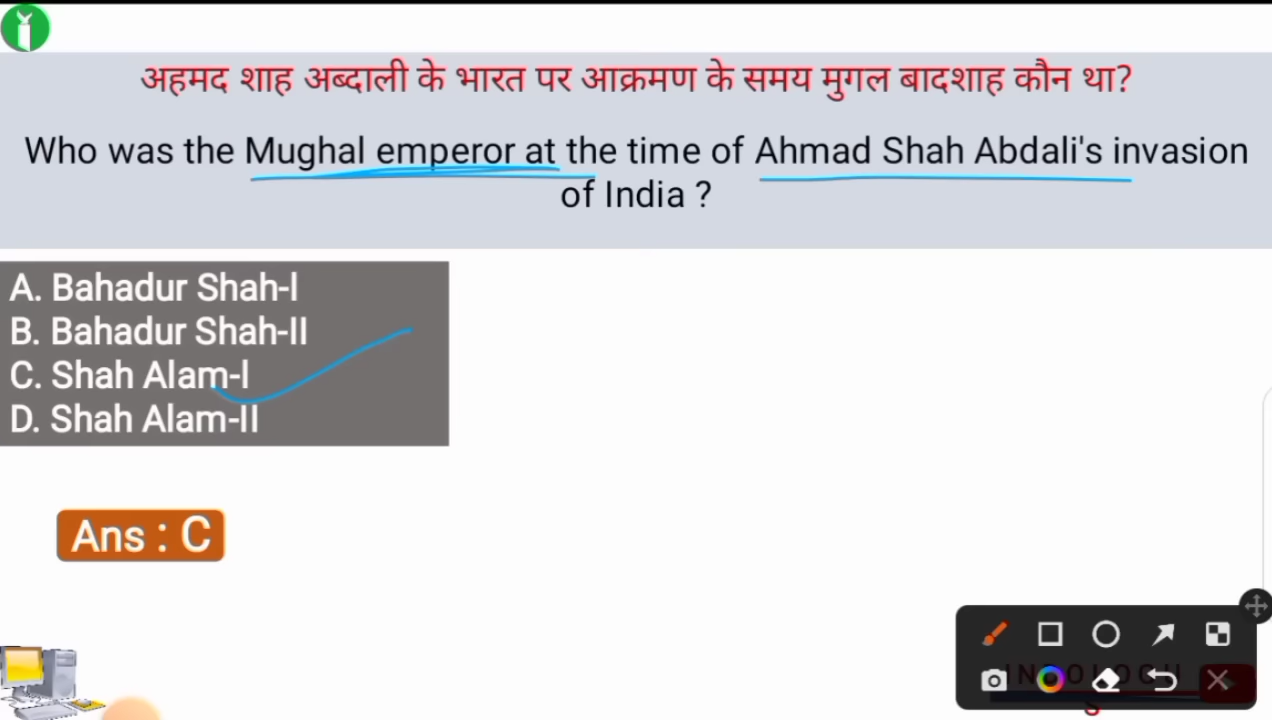 अहमद शाह अब्दाली के भारत पर आक्रमण के समय मुगल बादशाह कौन था?
Who was the Mughal emperor at the time of Ahmad Shah Abdali's invasion
of India ?
A. Bahadur Shah-I
B. Bahadur Shah-II
C. Shah Alam-I
D. Shah Alam-II
Ans : C